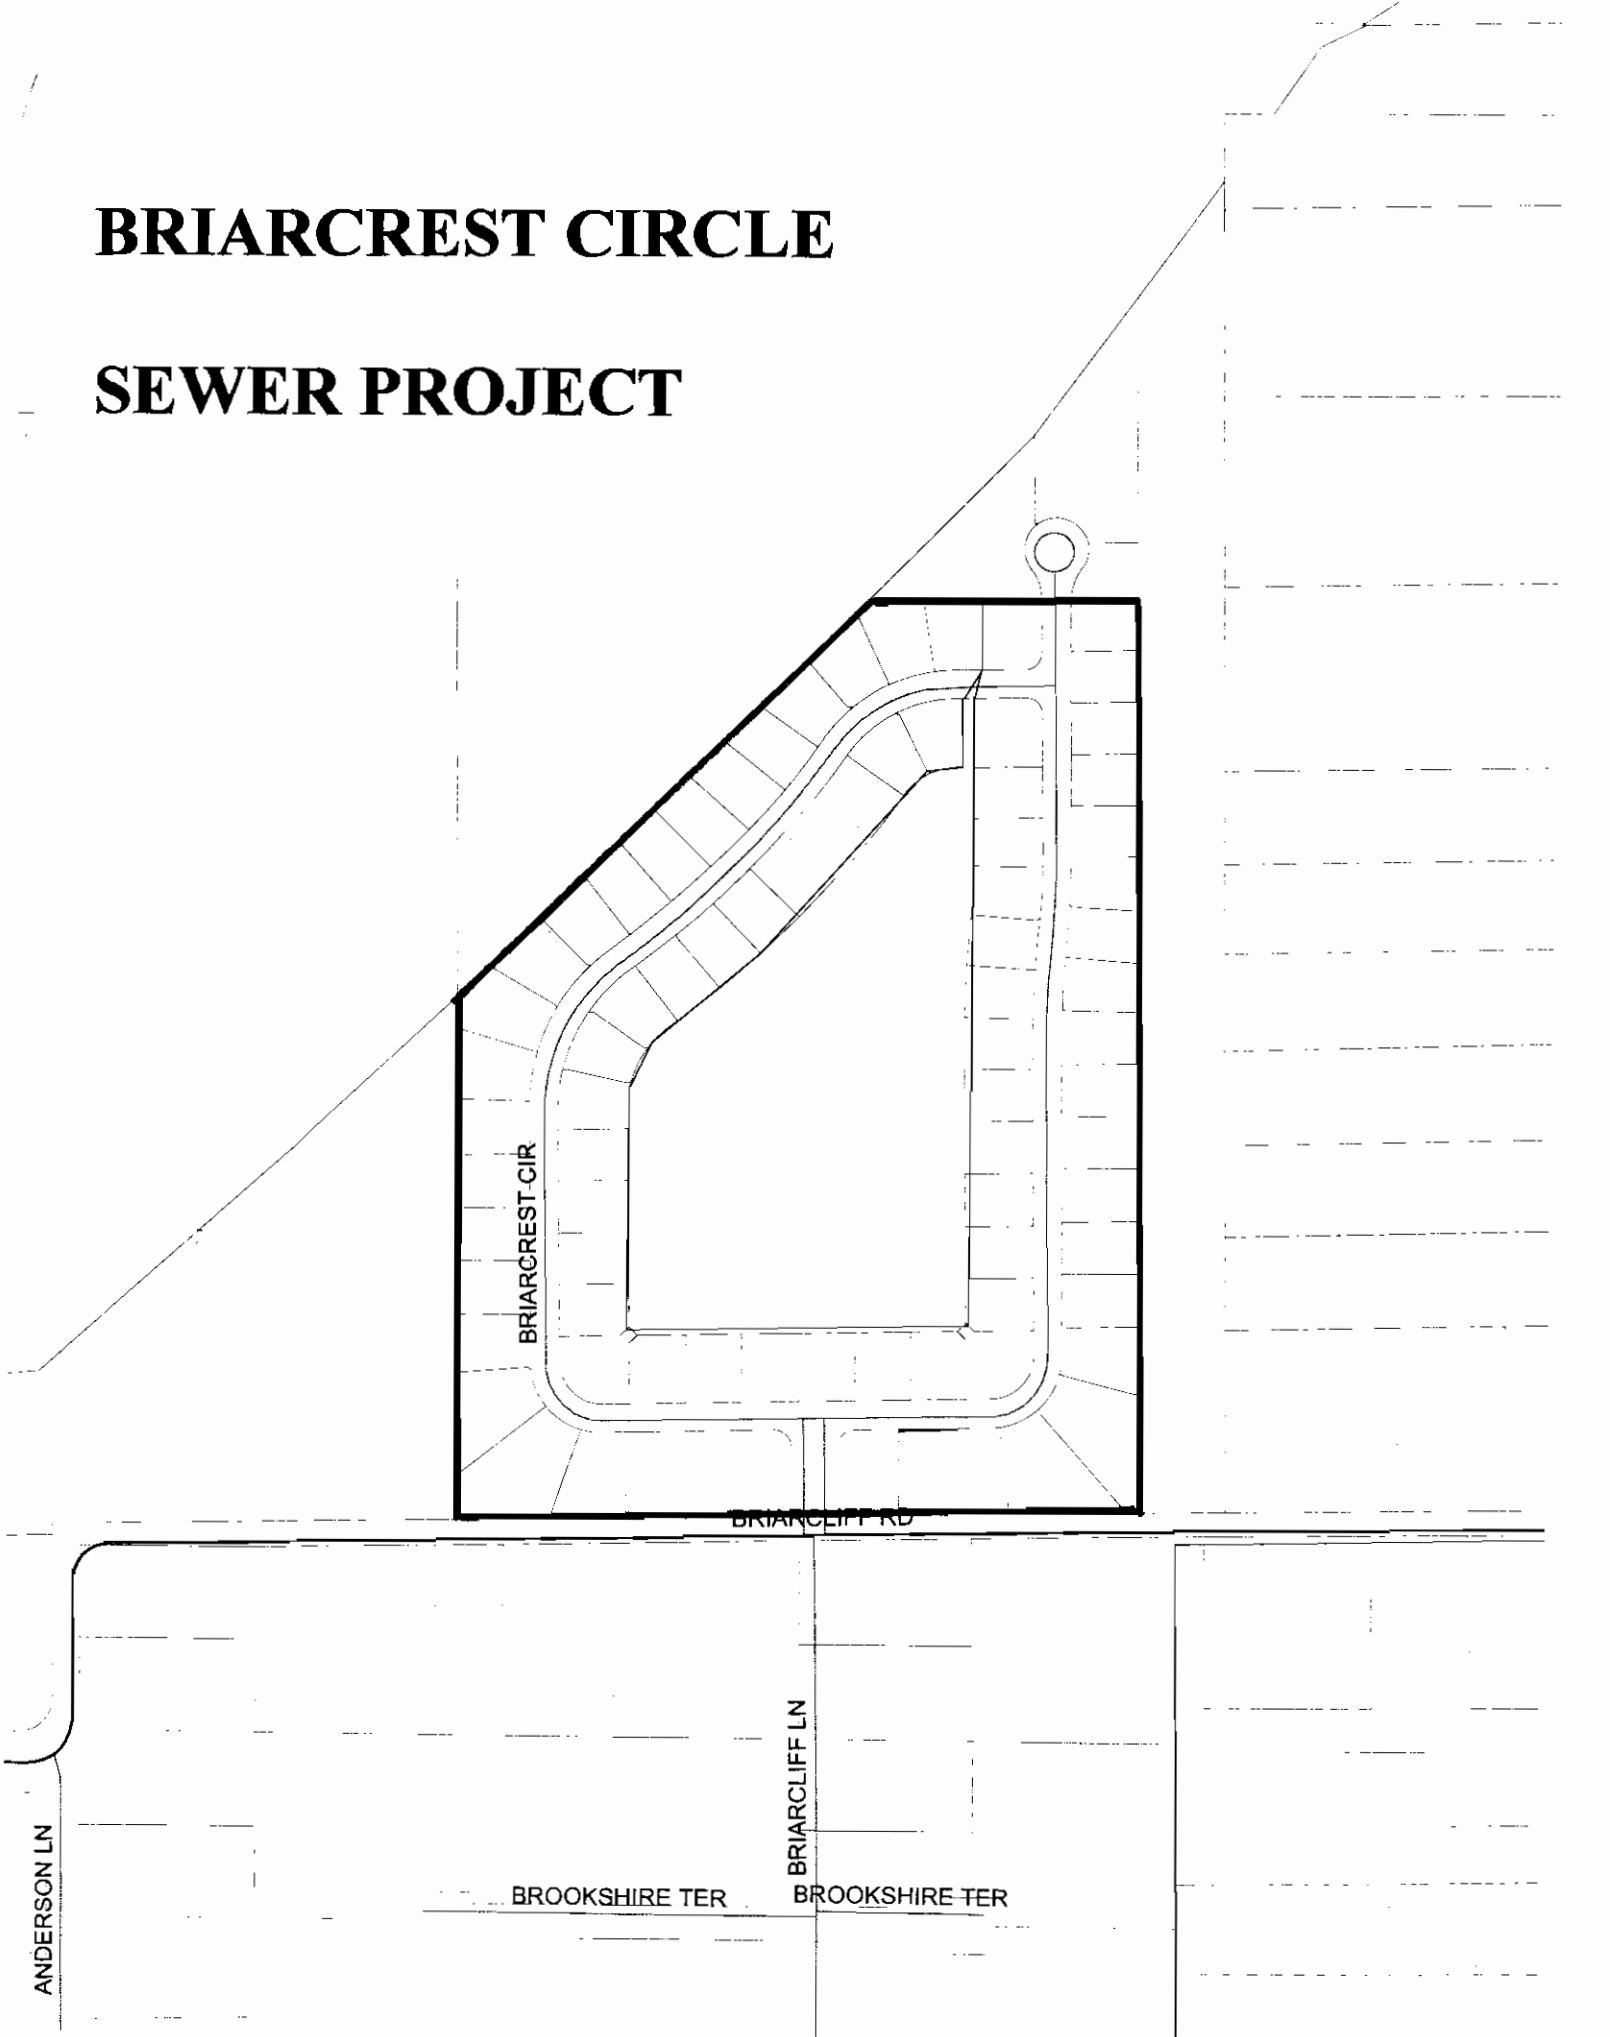 BRIARCREST CIRCLE
SEWER PROJECT
BRIARCREST CIR
BRIARCLIFF RD
BRIARCLIFF LN
ANDERSON LN
BROOKSHIRE TER
BROOKSHIRE TER